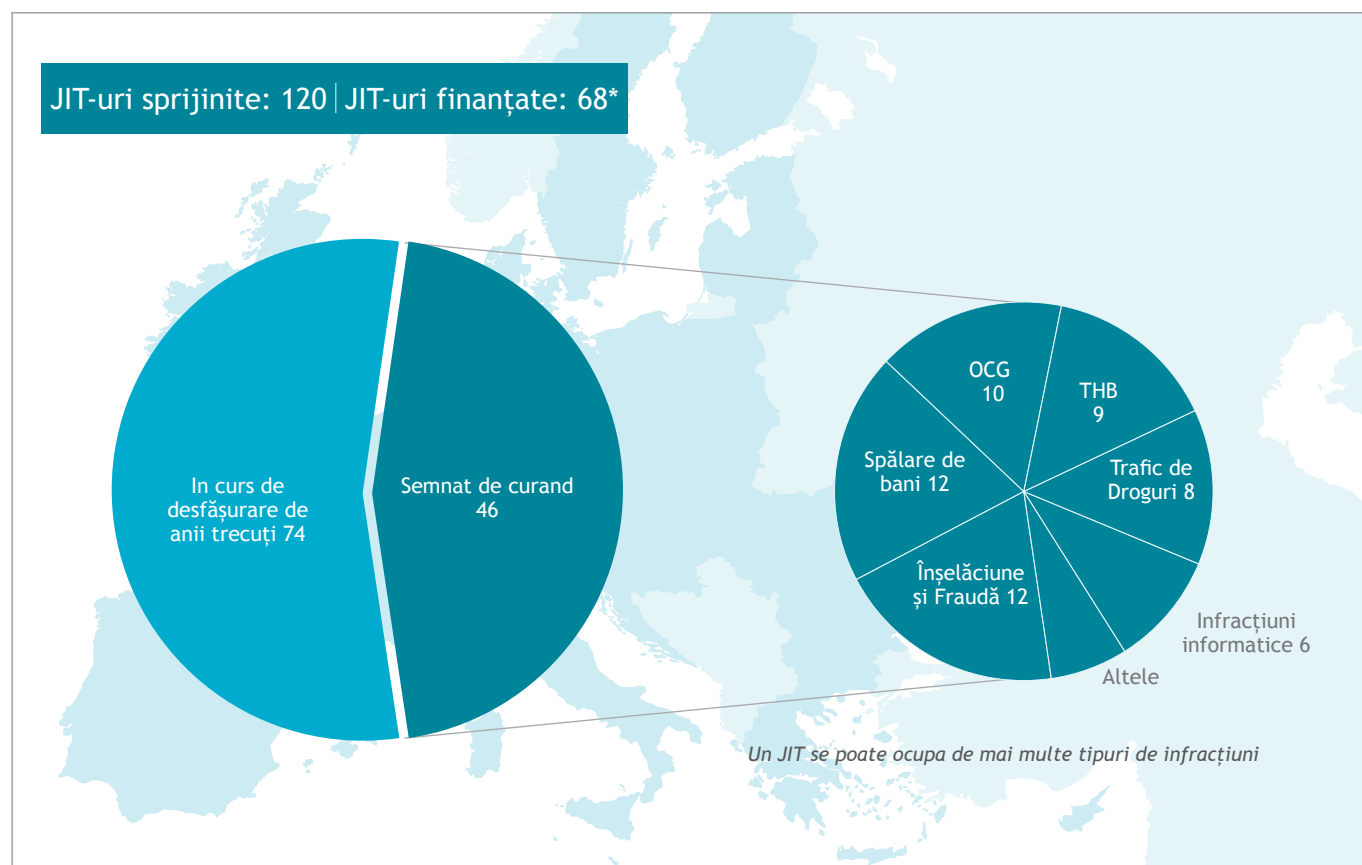 JIT-uri sprijinite: 120 | JIT-uri finanțate: 68*
In curs de
desfășurare de
anii trecuți 74
Semnat de curand
46
OCG
10
THB
9
Spălare de
bani 12
Trafic de
Droguri 8
Înșelăciune
și Fraudă 12
Infracțiuni
informatice 6
Altele
Un JIT se poate ocupa de mai multe tipuri de infracțiuni